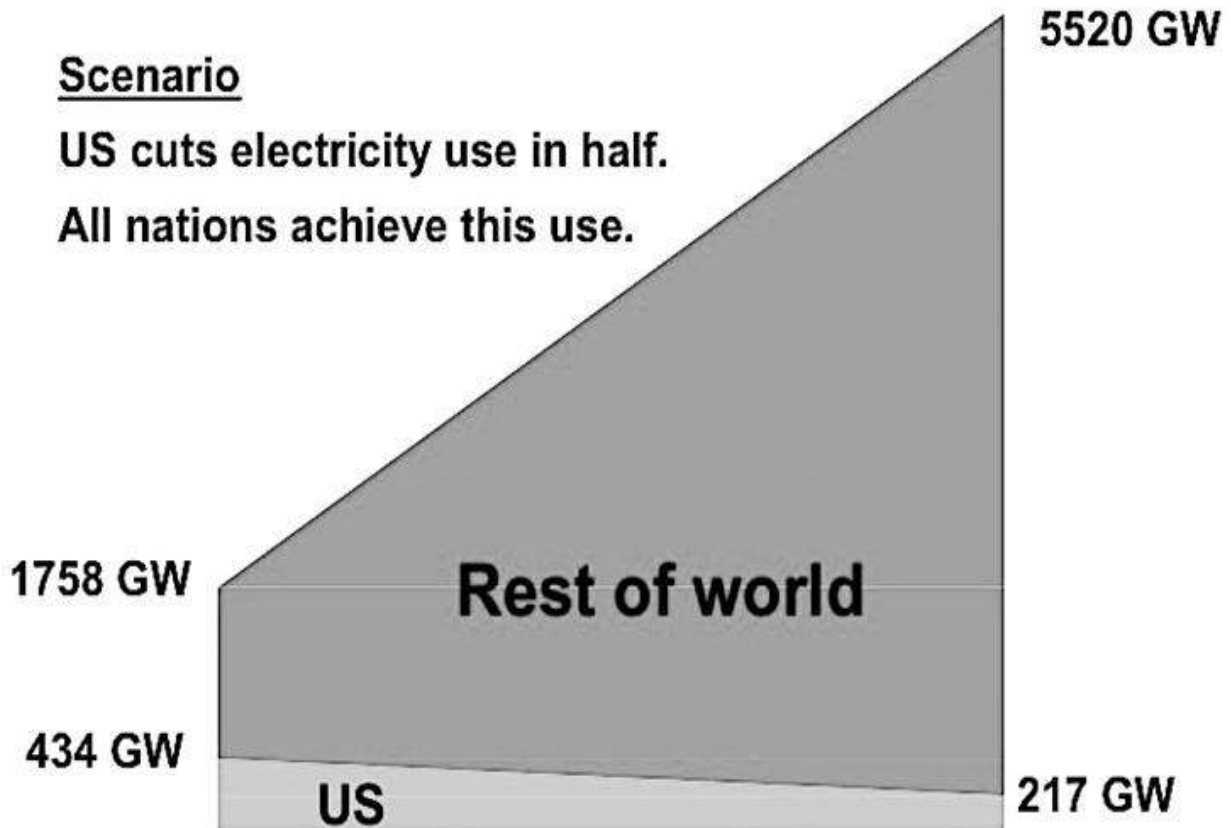 5520 GW
Scenario
US cuts electricity use in half.
All nations achieve this use.
1758 GW
Rest of world
434 GW
US
217 GW